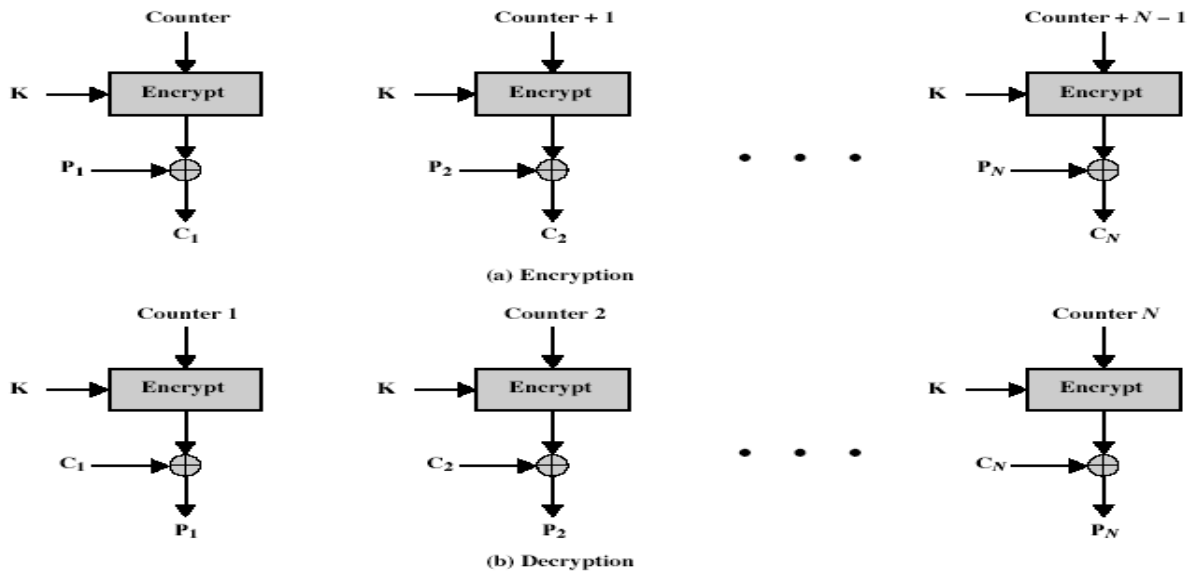 Counter Counter + 1 Counter + N – 1
K Encrypt K Encrypt K Encrypt
P1 P2 PN
C1 C2 CN
(a) Encryption
Counter 1 Counter 2 Counter N
K Encrypt K Encrypt K Encrypt
C1 C2 CN
P1 P2 PN
(b) Decryption